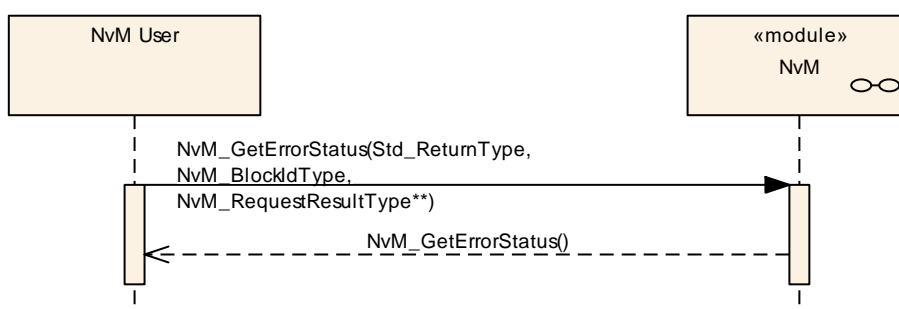 NvM User
«module»
NvM
NvM_GetErrorStatus(Std_ReturnType,
NvM_BlockIdType,
NvM_RequestResultType**)
NvM_GetErrorStatus()